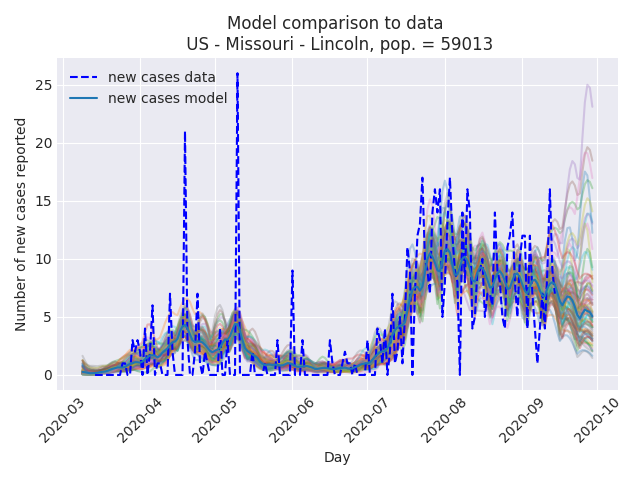 Model comparison to data
US - Missouri - Lincoln, pop. = 59013
new cases data
new cases model
Number of new cases reported
25
20
15
10
5
0
2020-03
2020-04
2020-05
2020-06
2020-07
2020-08
2020-09
2020-10
Day